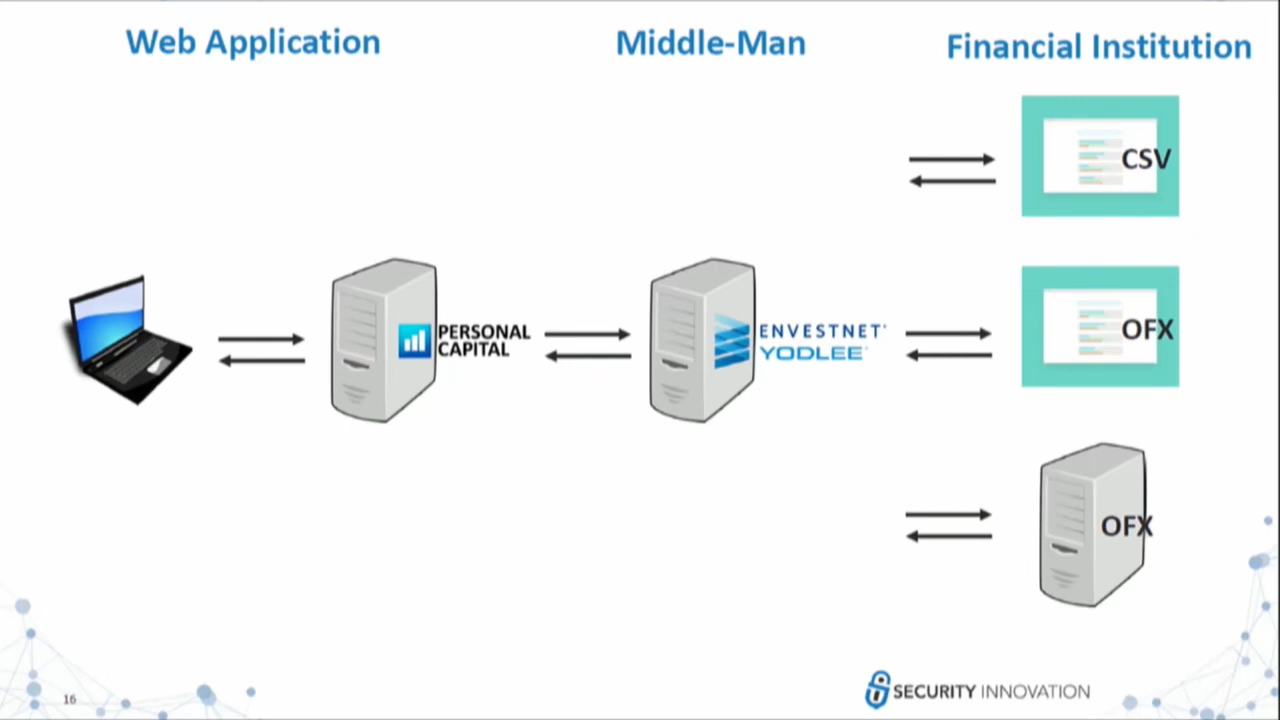 Web Application
Middle-Man
Financial Institution
CSV
PERSONAL
CAPITAL
ENVESTNET
YODLEE
OFX
OFX
16
SECURITY INNOVATION